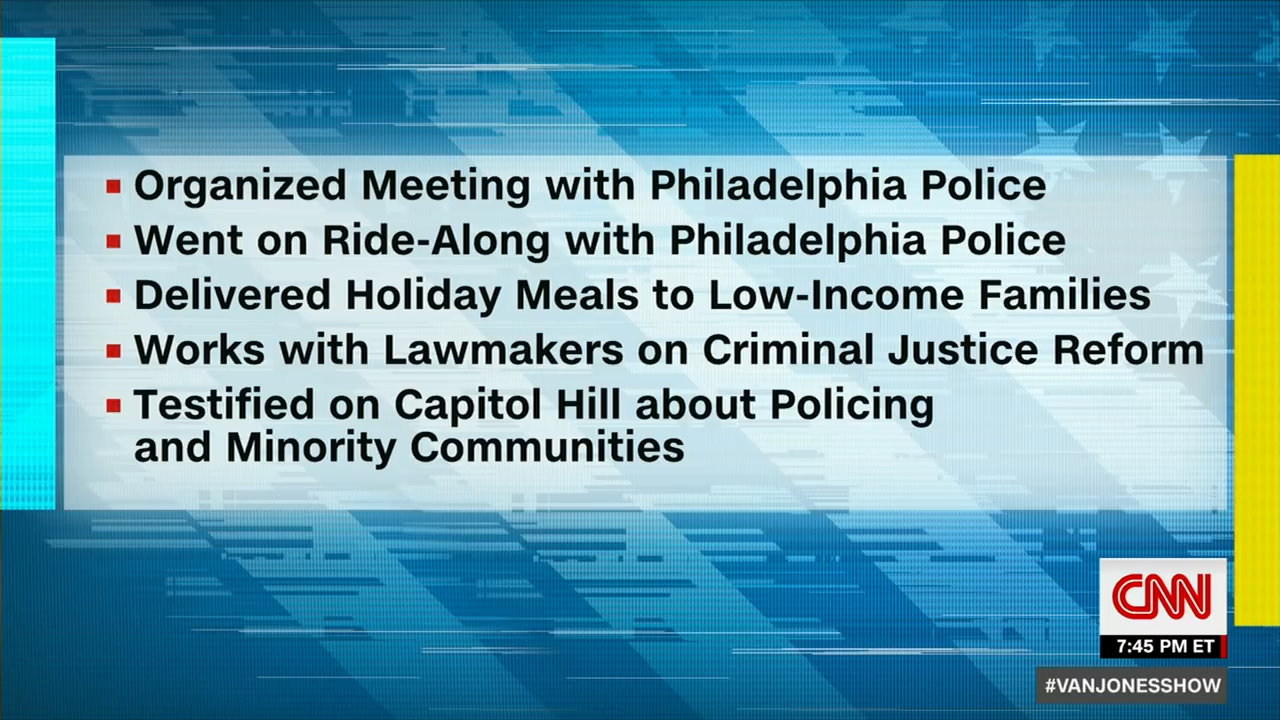 Organized Meeting with Philadelphia Police
Went on Ride-Along with Philadelphia Police
Delivered Holiday Meals to Low-Income Families
Works with Lawmakers on Criminal Justice Reform
Testified on Capitol Hill about Policing
and Minority Communities
CNN
7:45 PM ET
#VANJONESSHOW